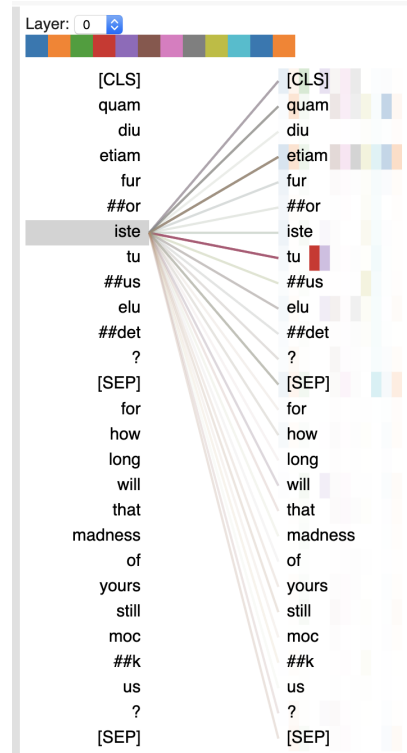 Layer: 0
[CLS] [CLS]
quam quam
diu diu
etiam etiam
fur fur
##or ##or
iste iste
tu tu
##us ##us
elu elu
##det ##det
? ?
[SEP] [SEP]
for for
how how
long long
will will
that that
madness madness
of of
yours yours
still still
moc moc
##k ##k
us us
? ?
[SEP] [SEP]